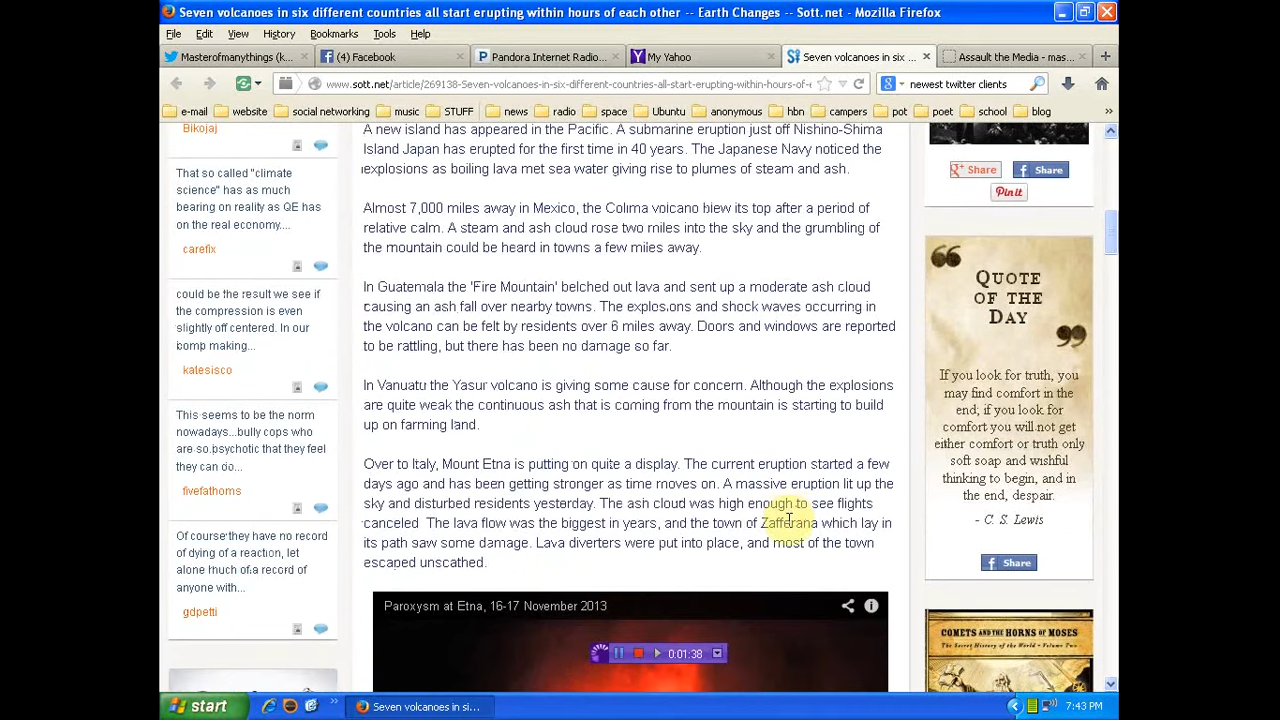 Seven volcanoes in six different countries all start erupting within hours of each other -- Earth Changes -- Sott.net - Mozilla Firefox
File Edit View History Bookmarks Tools Help
Masterofmanythings (k...
(4) Facebook
Pandora Internet Radio...
My Yahoo
Seven volcanoes in six ...
Assault the Media - mas...
www.sott.net/article/269138-Seven-volcanoes-in-six-different-countries-all-start-erupting-within-hours-of-
newest twitter clients
e-mail website social networking music STUFF news radio space Ubuntu anonymous hbn campers pot poet school blog
Bikojaj
That so called "climate
science" has as much
bearing on reality as QE has
on the real economy....
carefix
could be the result we see if
the compression is even
slightly off centered. In our
bomp making...
katesisco
This seems to be the norm
nowadays...bully cops who
are so psychotic that they feel
they can do...
fivefathoms
Of course they have no record
of dying of a reaction, let
alone much of a record of
anyone with...
gdpetti
A new island has appeared in the Pacific. A submarine eruption just off Nishino-Shima
Island Japan has erupted for the first time in 40 years. The Japanese Navy noticed the
explosions as boiling lava met sea water giving rise to plumes of steam and ash.
Almost 7,000 miles away in Mexico, the Colima volcano blew its top after a period of
relative calm. A steam and ash cloud rose two miles into the sky and the grumbling of
the mountain could be heard in towns a few miles away.
In Guatemala the 'Fire Mountain' belched out lava and sent up a moderate ash cloud
causing an ash fall over nearby towns. The explosions and shock waves occurring in
the volcano can be felt by residents over 6 miles away. Doors and windows are reported
to be rattling, but there has been no damage so far.
In Vanuatu the Yasur volcano is giving some cause for concern. Although the explosions
are quite weak the continuous ash that is coming from the mountain is starting to build
up on farming land.
Over to Italy, Mount Etna is putting on quite a display. The current eruption started a few
days ago and has been getting stronger as time moves on. A massive eruption lit up the
sky and disturbed residents yesterday. The ash cloud was high enough to see flights
canceled. The lava flow was the biggest in years, and the town of Zafferana which lay in
its path saw some damage. Lava diverters were put into place, and most of the town
escaped unscathed.
Paroxysm at Etna, 16-17 November 2013
0:01:38
Share Share
Pin it
QUOTE
OF THE
DAY
If you look for truth, you
may find comfort in the
end; if you look for
comfort you will not get
either comfort or truth only
soft soap and wishful
thinking to begin, and in
the end, despair.
- C. S. Lewis
Share
COMETS AND THE HORNS OF MOSES
The Secret History of the World - Volume Two
start
Seven volcanoes in si...
7:43 PM